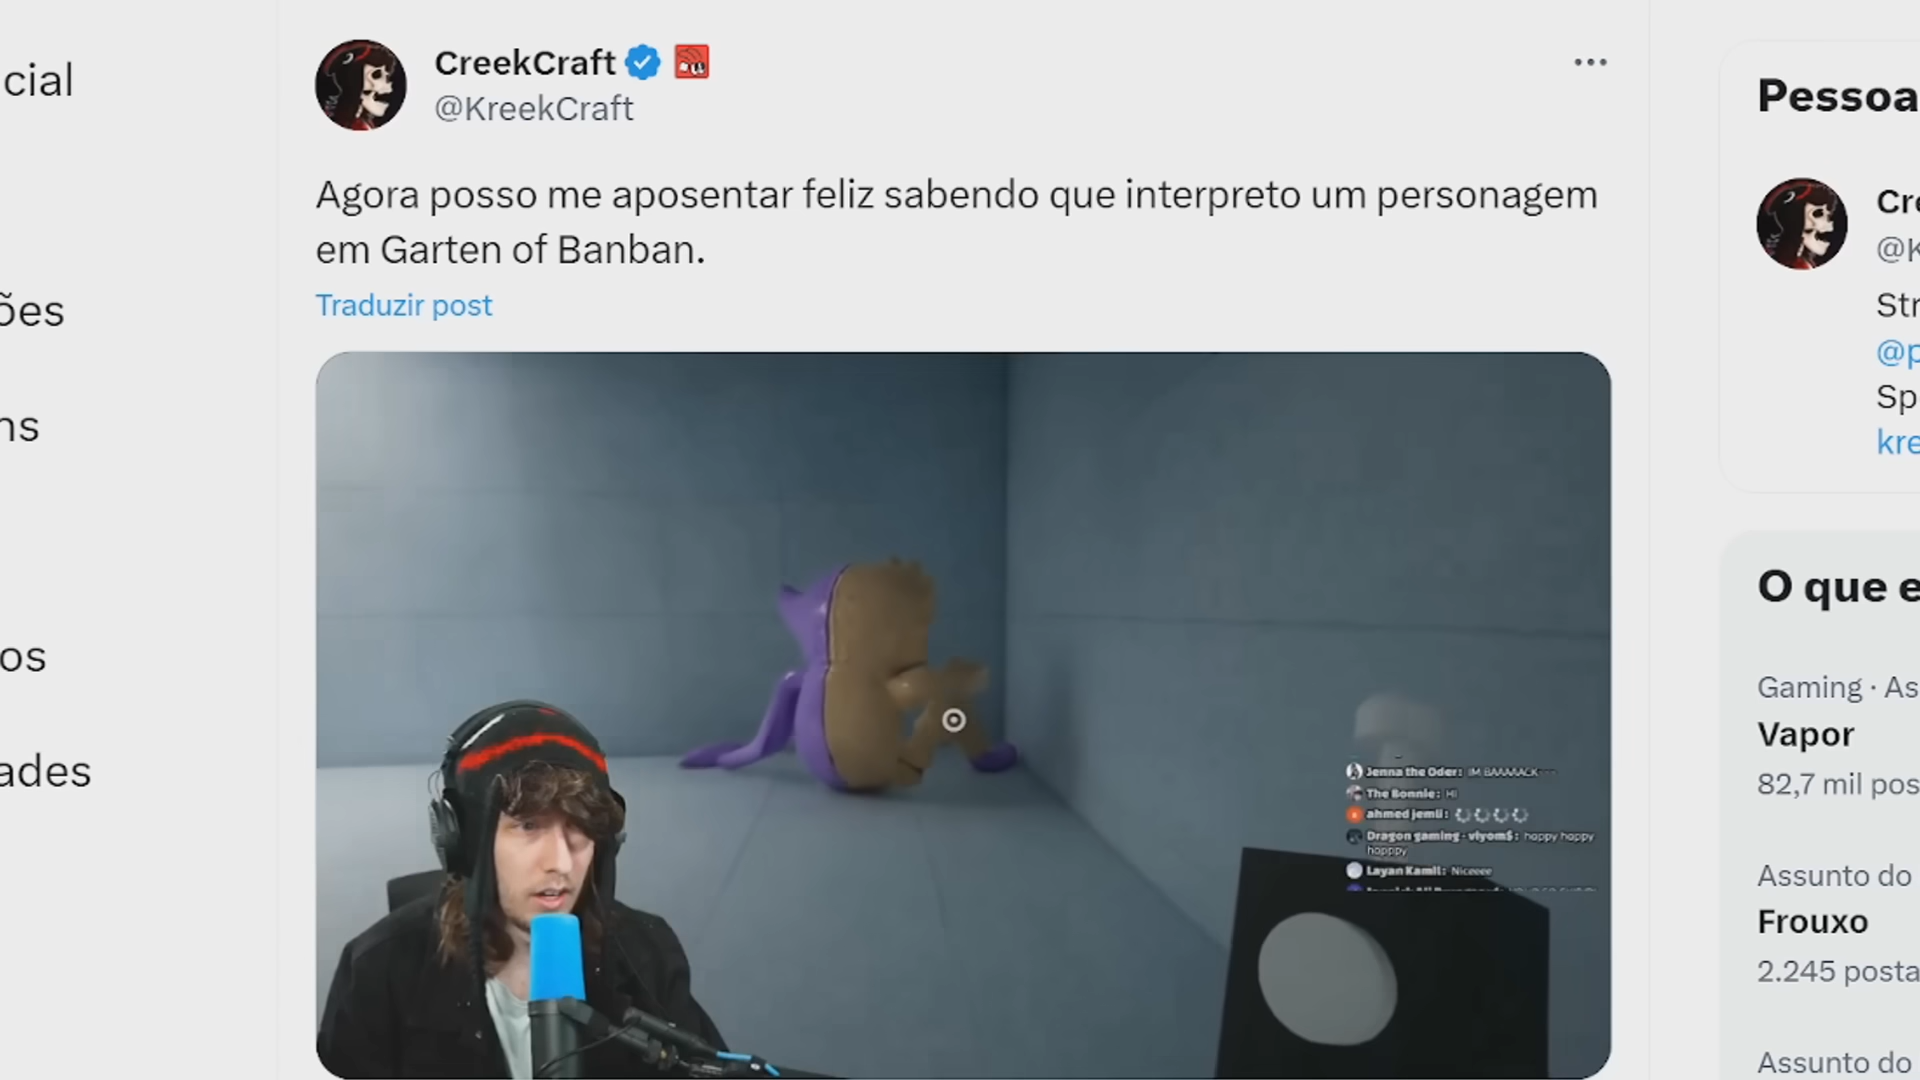 cial
ões
ns
os
ades
CreekCraft
@KreekCraft
Agora posso me aposentar feliz sabendo que interpreto um personagem
em Garten of Banban.
Traduzir post
Jenna the Oder: IM BAAAAACK
The Bonnie: HI
ahmed jemli:
Dragon gaming - viyom$: happy happy
happpy
Layan Kamil: Niceeee
Pessoa
Cre
@K
Str
@p
Sp
kre
O que e
Gaming · As
Vapor
82,7 mil pos
Assunto do
Frouxo
2.245 posta
Assunto do